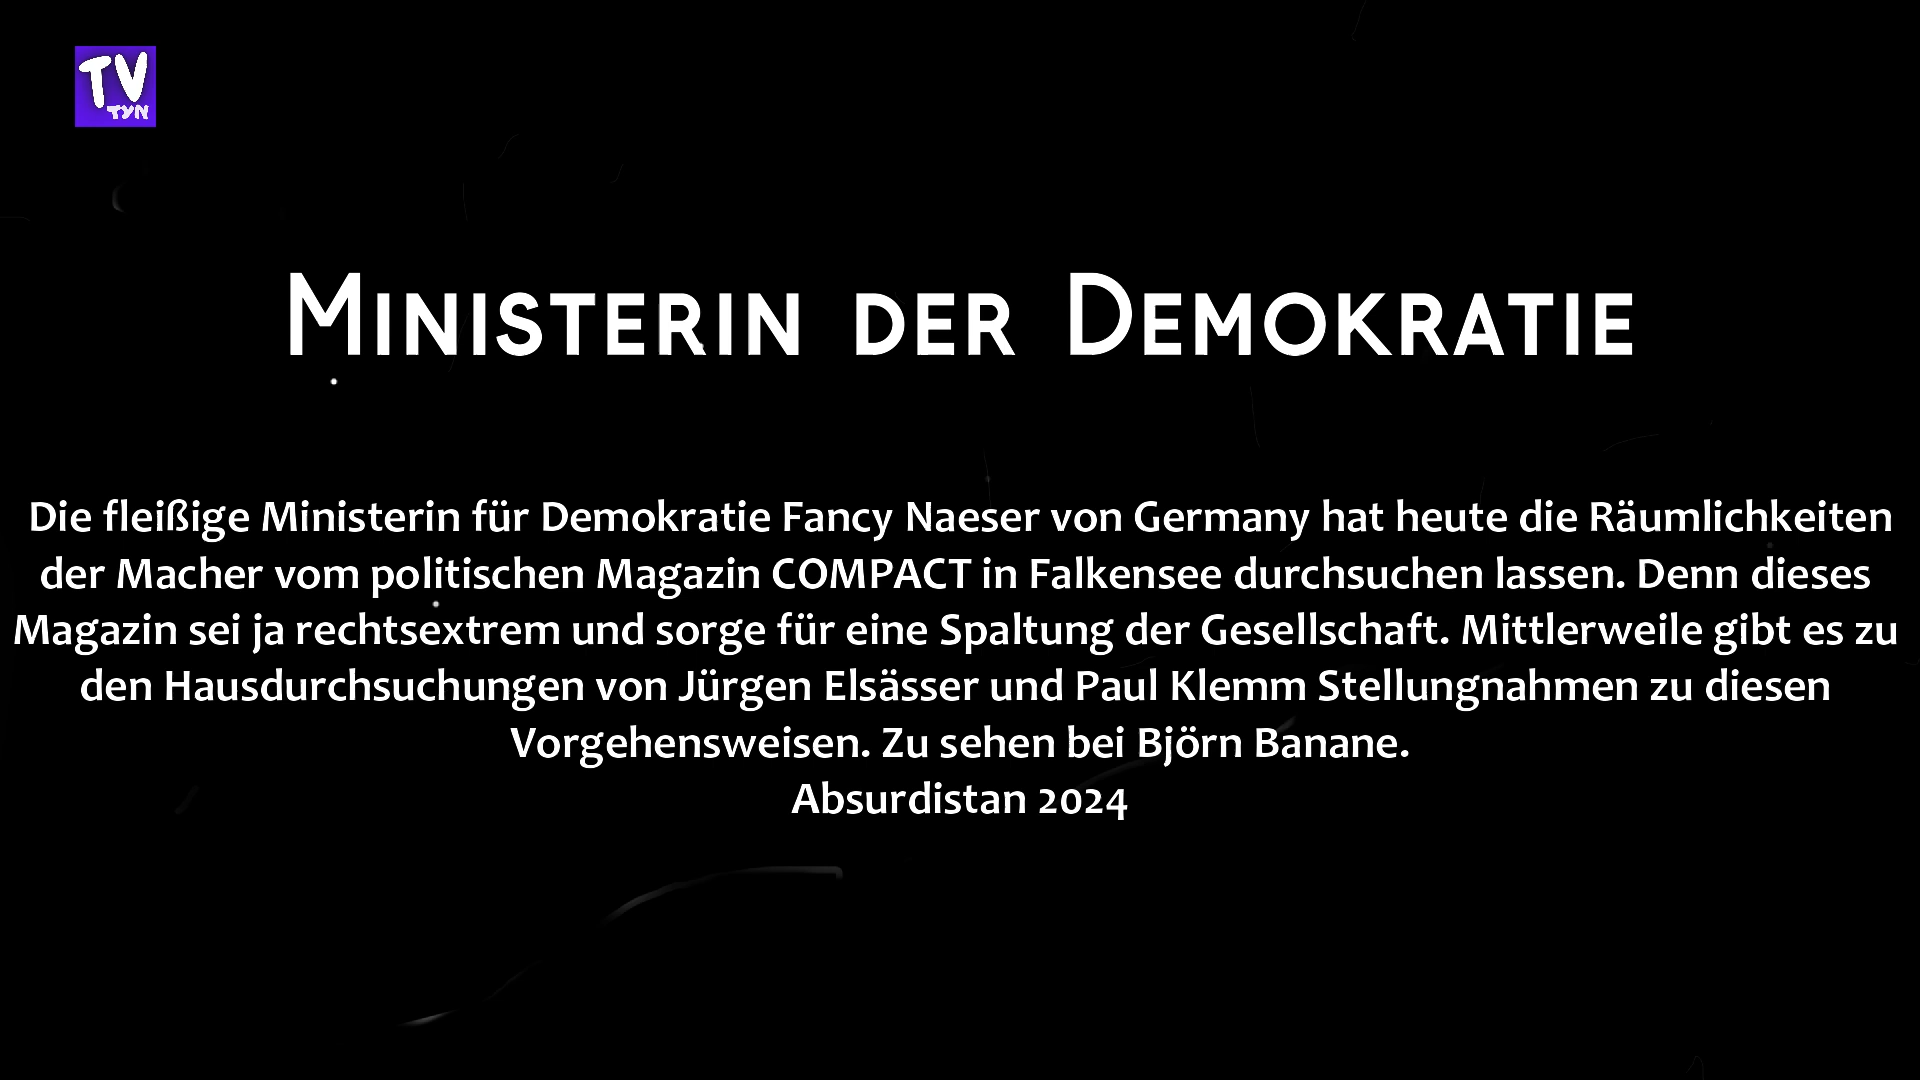 TV
TYN
Ministerin der Demokratie
Die fleißige Ministerin für Demokratie Fancy Naeser von Germany hat heute die Räumlichkeiten
der Macher vom politischen Magazin COMPACT in Falkensee durchsuchen lassen. Denn dieses
Magazin sei ja rechtsextrem und sorge für eine Spaltung der Gesellschaft. Mittlerweile gibt es zu
den Hausdurchsuchungen von Jürgen Elsässer und Paul Klemm Stellungnahmen zu diesen
Vorgehensweisen. Zu sehen bei Björn Banane.
Absurdistan 2024